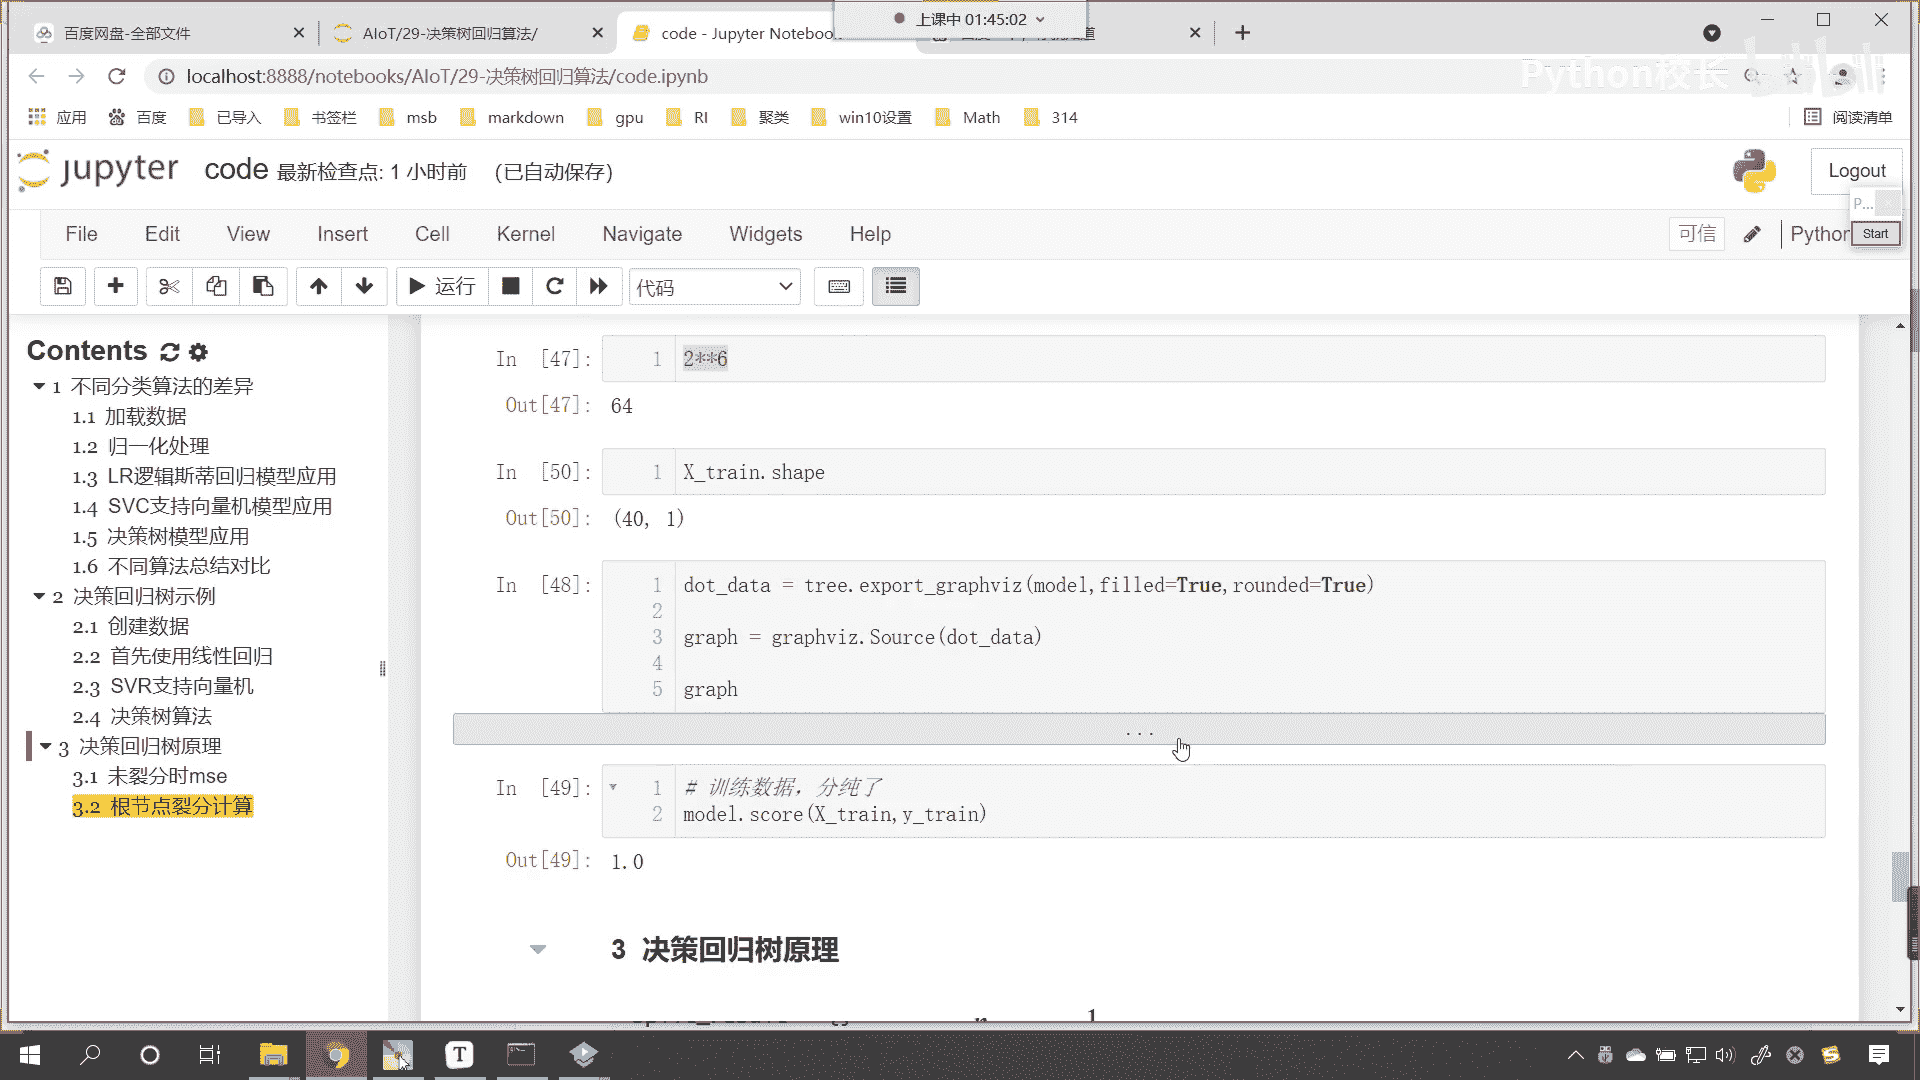 上课中 01:45:02
百度网盘-全部文件
AIoT/29-决策树回归算法/
code - Jupyter Notebook
Python校长
localhost:8888/notebooks/AIoT/29-决策树回归算法/code.ipynb
应用 百度 已导入 书签栏 msb markdown gpu RI 聚类 win10设置 Math 314 阅读清单
jupyter code 最新检查点: 1 小时前 (已自动保存) Logout
P...
File Edit View Insert Cell Kernel Navigate Widgets Help 可信 Python Start
运行 代码
Contents
1 不同分类算法的差异
1.1 加载数据
1.2 归一化处理
1.3 LR逻辑斯蒂回归模型应用
1.4 SVC支持向量机模型应用
1.5 决策树模型应用
1.6 不同算法总结对比
2 决策回归树示例
2.1 创建数据
2.2 首先使用线性回归
2.3 SVR支持向量机
2.4 决策树算法
3 决策回归树原理
3.1 未裂分时mse
3.2 根节点裂分计算
In [47]: 1 2**6
Out[47]: 64
In [50]: 1 X_train.shape
Out[50]: (40, 1)
In [48]: 1 dot_data = tree.export_graphviz(model,filled=True,rounded=True)
2
3 graph = graphviz.Source(dot_data)
4
5 graph
...
In [49]: 1 # 训练数据，分纯了
2 model.score(X_train,y_train)
Out[49]: 1.0
3 决策回归树原理